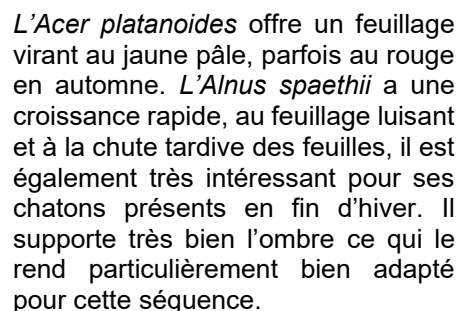 L'Acer platanoides offre un feuillage
virant au jaune pâle, parfois au rouge
en automne. L'Alnus spaethii a une
croissance rapide, au feuillage luisant
et à la chute tardive des feuilles, il est
également très intéressant pour ses
chatons présents en fin d'hiver. Il
supporte très bien l'ombre ce qui le
rend particulièrement bien adapté
pour cette séquence.